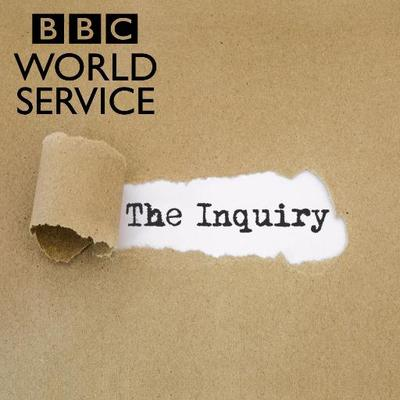 BBC
WORLD
SERVICE
The Inquiry